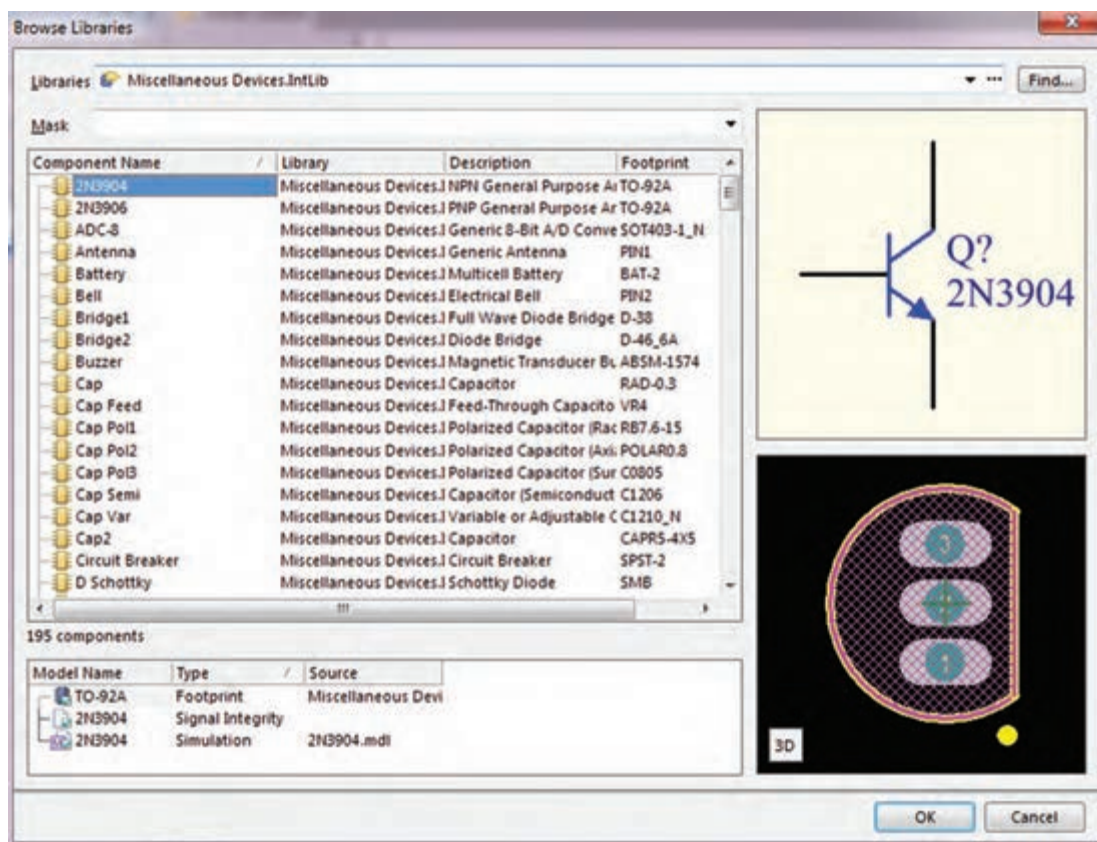 Browse Libraries
Libraries Miscellaneous Devices.IntLib Find...
Mask
Component Name / Library Description Footprint
2N3904 Miscellaneous Devices.I NPN General Purpose Ar TO-92A
2N3906 Miscellaneous Devices.I PNP General Purpose Ar TO-92A
ADC-8 Miscellaneous Devices.I Generic 8-Bit A/D Conve SOT403-1_N
Antenna Miscellaneous Devices.I Generic Antenna PIN1
Battery Miscellaneous Devices.I Multicell Battery BAT-2
Bell Miscellaneous Devices.I Electrical Bell PIN2
Bridge1 Miscellaneous Devices.I Full Wave Diode Bridge D-38
Bridge2 Miscellaneous Devices.I Diode Bridge D-46_6A
Buzzer Miscellaneous Devices.I Magnetic Transducer Bu ABSM-1574
Cap Miscellaneous Devices.I Capacitor RAD-0.3
Cap Feed Miscellaneous Devices.I Feed-Through Capacito VR4
Cap Pol1 Miscellaneous Devices.I Polarized Capacitor (Rac RB7.6-15
Cap Pol2 Miscellaneous Devices.I Polarized Capacitor (Axi POLAR0.8
Cap Pol3 Miscellaneous Devices.I Polarized Capacitor (Sur C0805
Cap Semi Miscellaneous Devices.I Capacitor (Semiconduct C1206
Cap Var Miscellaneous Devices.I Variable or Adjustable C C1210_N
Cap2 Miscellaneous Devices.I Capacitor CAPR5-4X5
Circuit Breaker Miscellaneous Devices.I Circuit Breaker SPST-2
D Schottky Miscellaneous Devices.I Schottky Diode SMB
195 components
Model Name Type / Source
TO-92A Footprint Miscellaneous Devi
2N3904 Signal Integrity
2N3904 Simulation 2N3904.mdl
Q?
2N3904
3
2
1
3D
OK Cancel